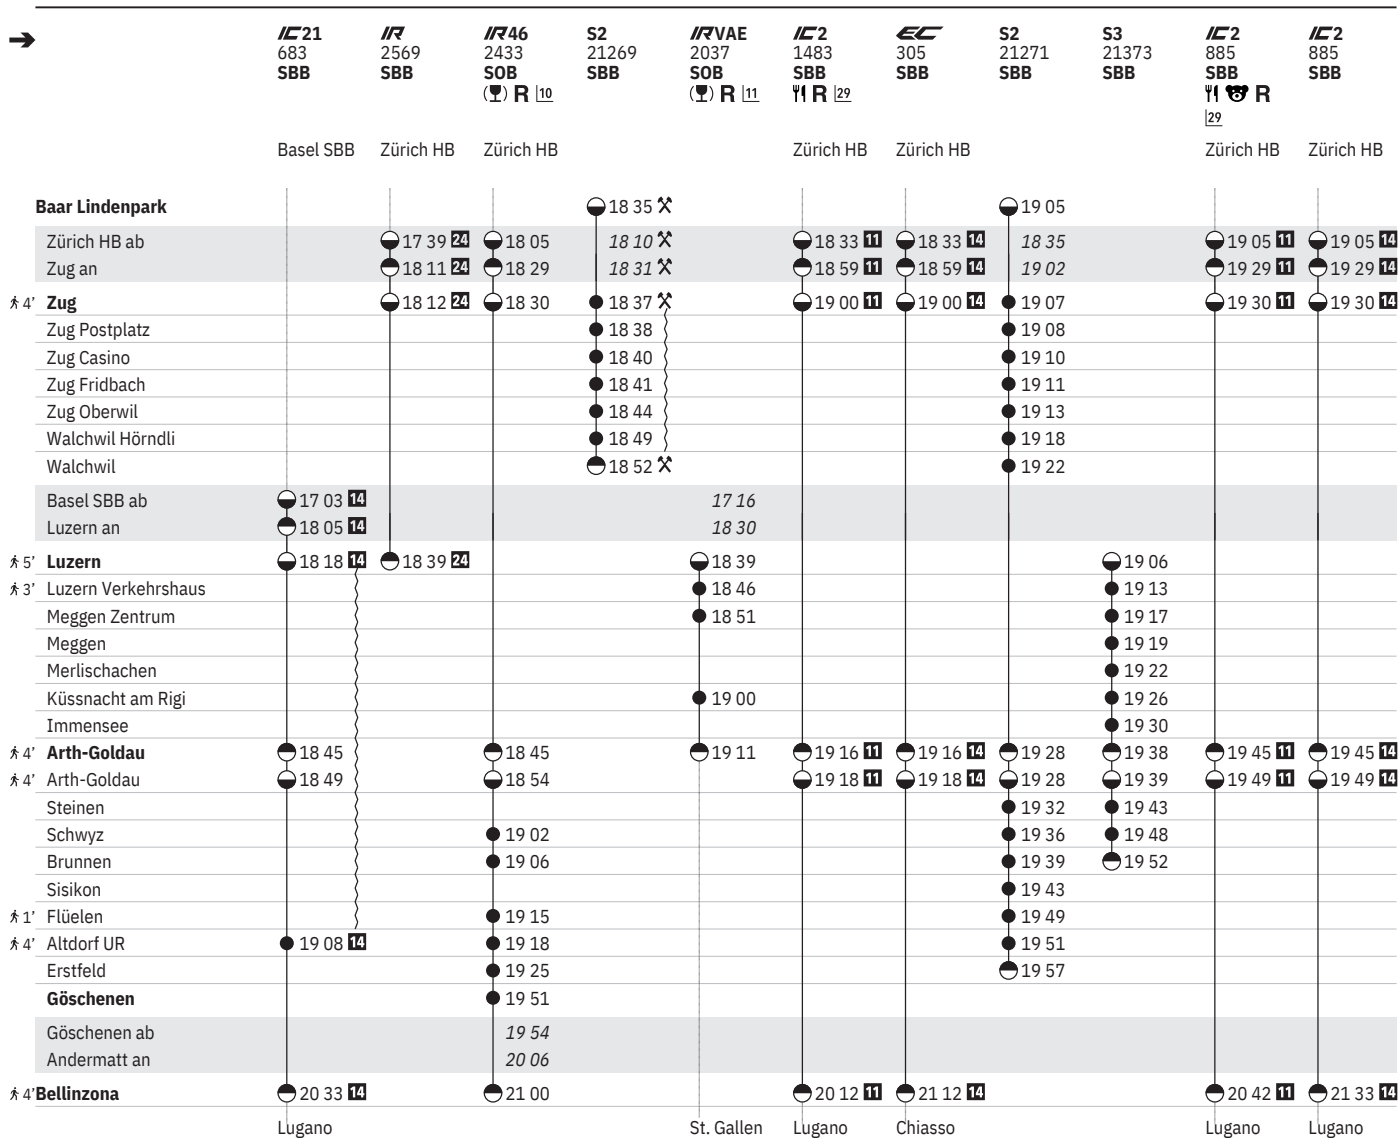 IC21 IR IR46 S2 IRVAE IC2 EC S2 S3 IC2 IC2
683 2569 2433 21269 2037 1483 305 21271 21373 885 885
SBB SBB SOB SBB SOB SBB SBB SBB SBB SBB SBB
R 10 R 11 R 29 R
29
Basel SBB Zürich HB Zürich HB Zürich HB Zürich HB Zürich HB Zürich HB
Baar Lindenpark 18 35 19 05
Zürich HB ab 17 39 24 18 05 18 10 18 33 11 18 33 14 18 35 19 05 11 19 05 14
Zug an 18 11 24 18 29 18 31 18 59 11 18 59 14 19 02 19 29 11 19 29 14
4' Zug 18 12 24 18 30 18 37 19 00 11 19 00 14 19 07 19 30 11 19 30 14
Zug Postplatz 18 38 19 08
Zug Casino 18 40 19 10
Zug Fridbach 18 41 19 11
Zug Oberwil 18 44 19 13
Walchwil Hörndli 18 49 19 18
Walchwil 18 52 19 22
Basel SBB ab 17 03 14 17 16
Luzern an 18 05 14 18 30
5' Luzern 18 18 14 18 39 24 18 39 19 06
3' Luzern Verkehrshaus 18 46 19 13
Meggen Zentrum 18 51 19 17
Meggen 19 19
Merlischachen 19 22
Küssnacht am Rigi 19 00 19 26
Immensee 19 30
4' Arth-Goldau 18 45 18 45 19 11 19 16 11 19 16 14 19 28 19 38 19 45 11 19 45 14
4' Arth-Goldau 18 49 18 54 19 18 11 19 18 14 19 28 19 39 19 49 11 19 49 14
Steinen 19 32 19 43
Schwyz 19 02 19 36 19 48
Brunnen 19 06 19 39 19 52
Sisikon 19 43
1' Flüelen 19 15 19 49
4' Altdorf UR 19 08 14 19 18 19 51
Erstfeld 19 25 19 57
Göschenen 19 51
Göschenen ab 19 54
Andermatt an 20 06
4' Bellinzona 20 33 14 21 00 20 12 11 21 12 14 20 42 11 21 33 14
Lugano St. Gallen Lugano Chiasso Lugano Lugano